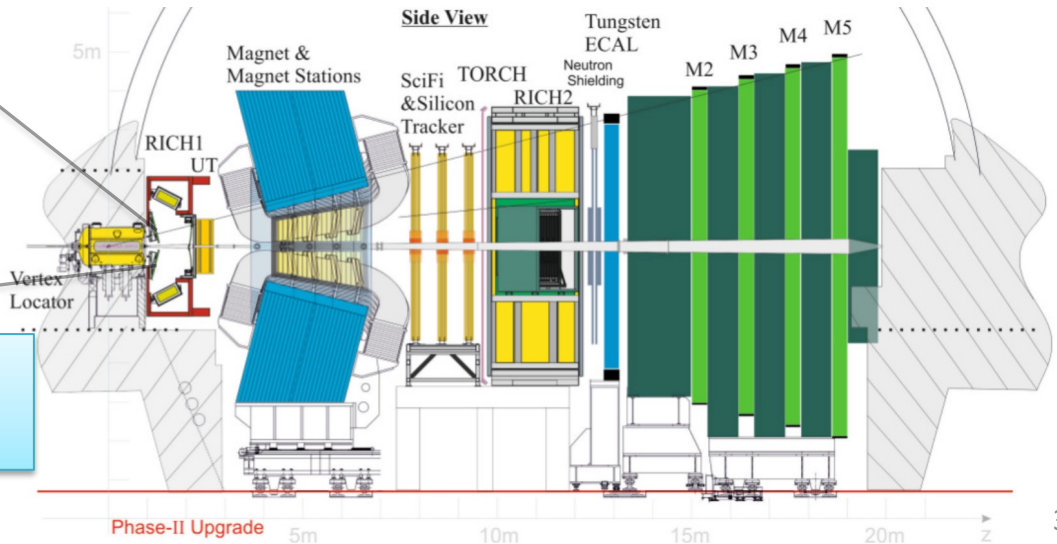 Side View
5m
Magnet &
Magnet Stations
SciFi
&Silicon
Tracker
TORCH
RICH2
Tungsten
ECAL
Neutron
Shielding
M2
M3
M4
M5
RICH1
UT
Vertex
Locator
Phase-II Upgrade
5m
10m
15m
20m
z